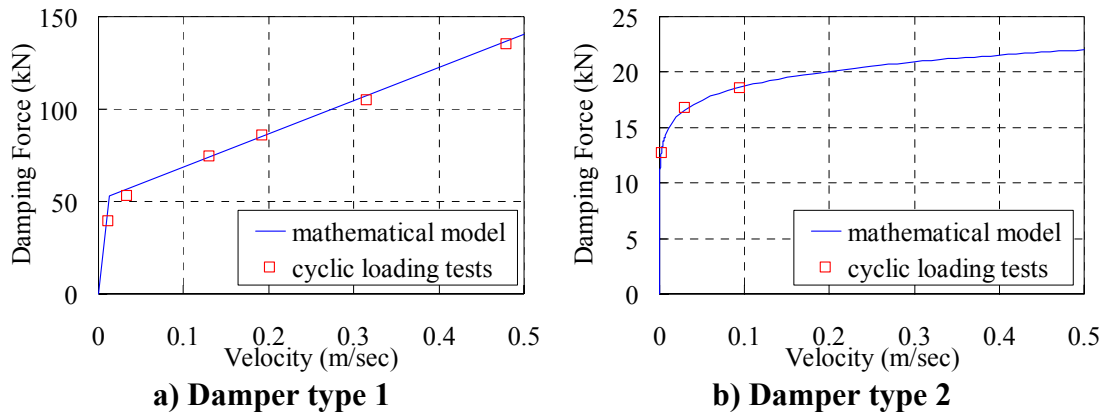 150
100
50
0
Damping Force (kN)
mathematical model
cyclic loading tests
0 0.1 0.2 0.3 0.4 0.5
Velocity (m/sec)
a) Damper type 1
25
20
15
10
5
0
Damping Force (kN)
mathematical model
cyclic loading tests
0 0.1 0.2 0.3 0.4 0.5
Velocity (m/sec)
b) Damper type 2